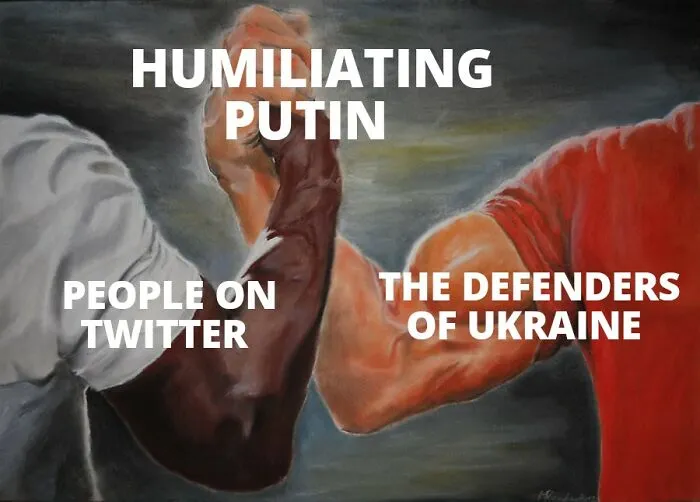 HUMILIATING
PUTIN
PEOPLE ON
TWITTER
THE DEFENDERS
OF UKRAINE